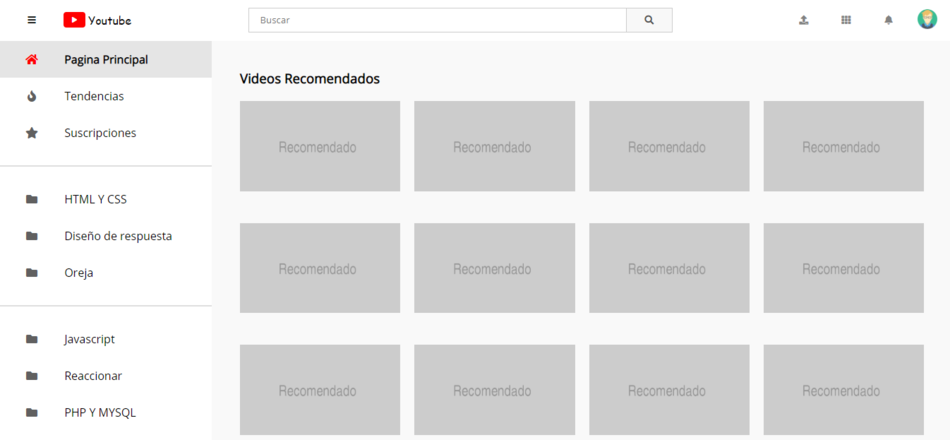 Youtube
Buscar
Pagina Principal
Tendencias
Suscripciones
HTML Y CSS
Diseño de respuesta
Oreja
Javascript
Reaccionar
PHP Y MYSQL
Videos Recomendados
Recomendado Recomendado Recomendado Recomendado
Recomendado Recomendado Recomendado Recomendado
Recomendado Recomendado Recomendado Recomendado